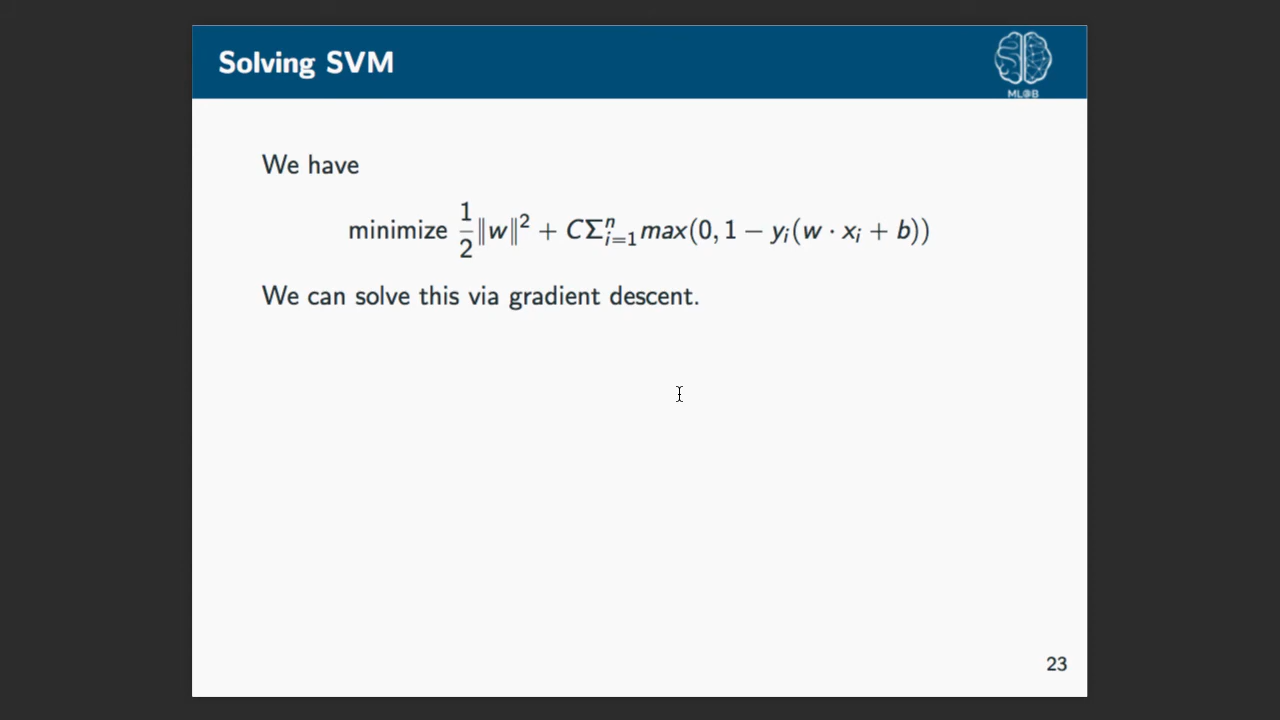 Solving SVM
ML@B
We have
minimize \frac{1}{2}‖w‖² + CΣⁿᵢ₌₁max(0, 1 − yᵢ(w · xᵢ + b))
We can solve this via gradient descent.
23